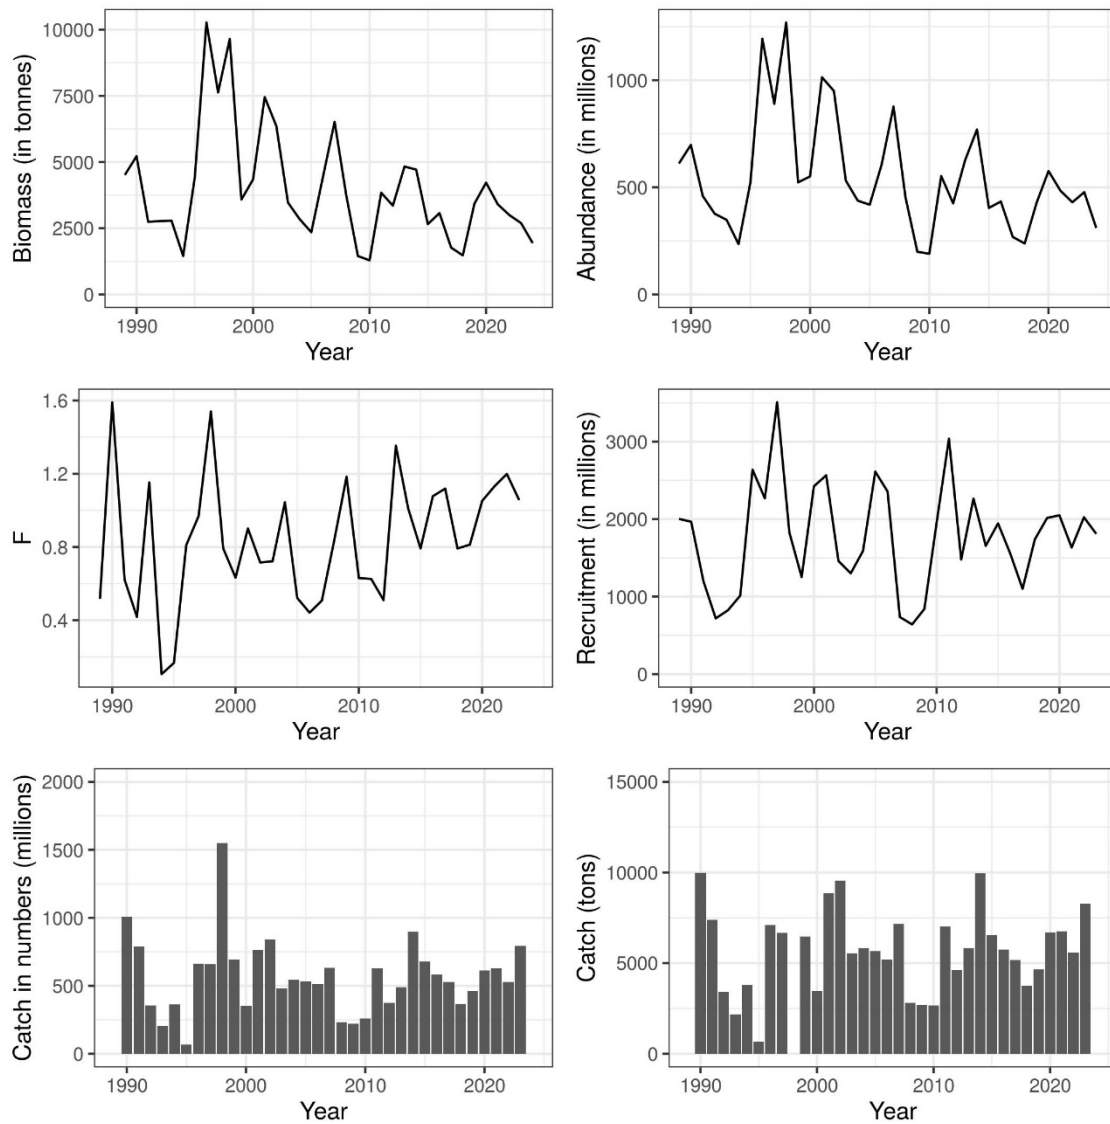 Biomass (in tonnes)
10000
7500
5000
2500
0
1990 2000 2010 2020
Year
Abundance (in millions)
1000
500
0
1990 2000 2010 2020
Year
F
1.6
1.2
0.8
0.4
1990 2000 2010 2020
Year
Recruitment (in millions)
3000
2000
1000
0
1990 2000 2010 2020
Year
Catch in numbers (millions)
2000
1500
1000
500
0
1990 2000 2010 2020
Year
Catch (tons)
15000
10000
5000
0
1990 2000 2010 2020
Year